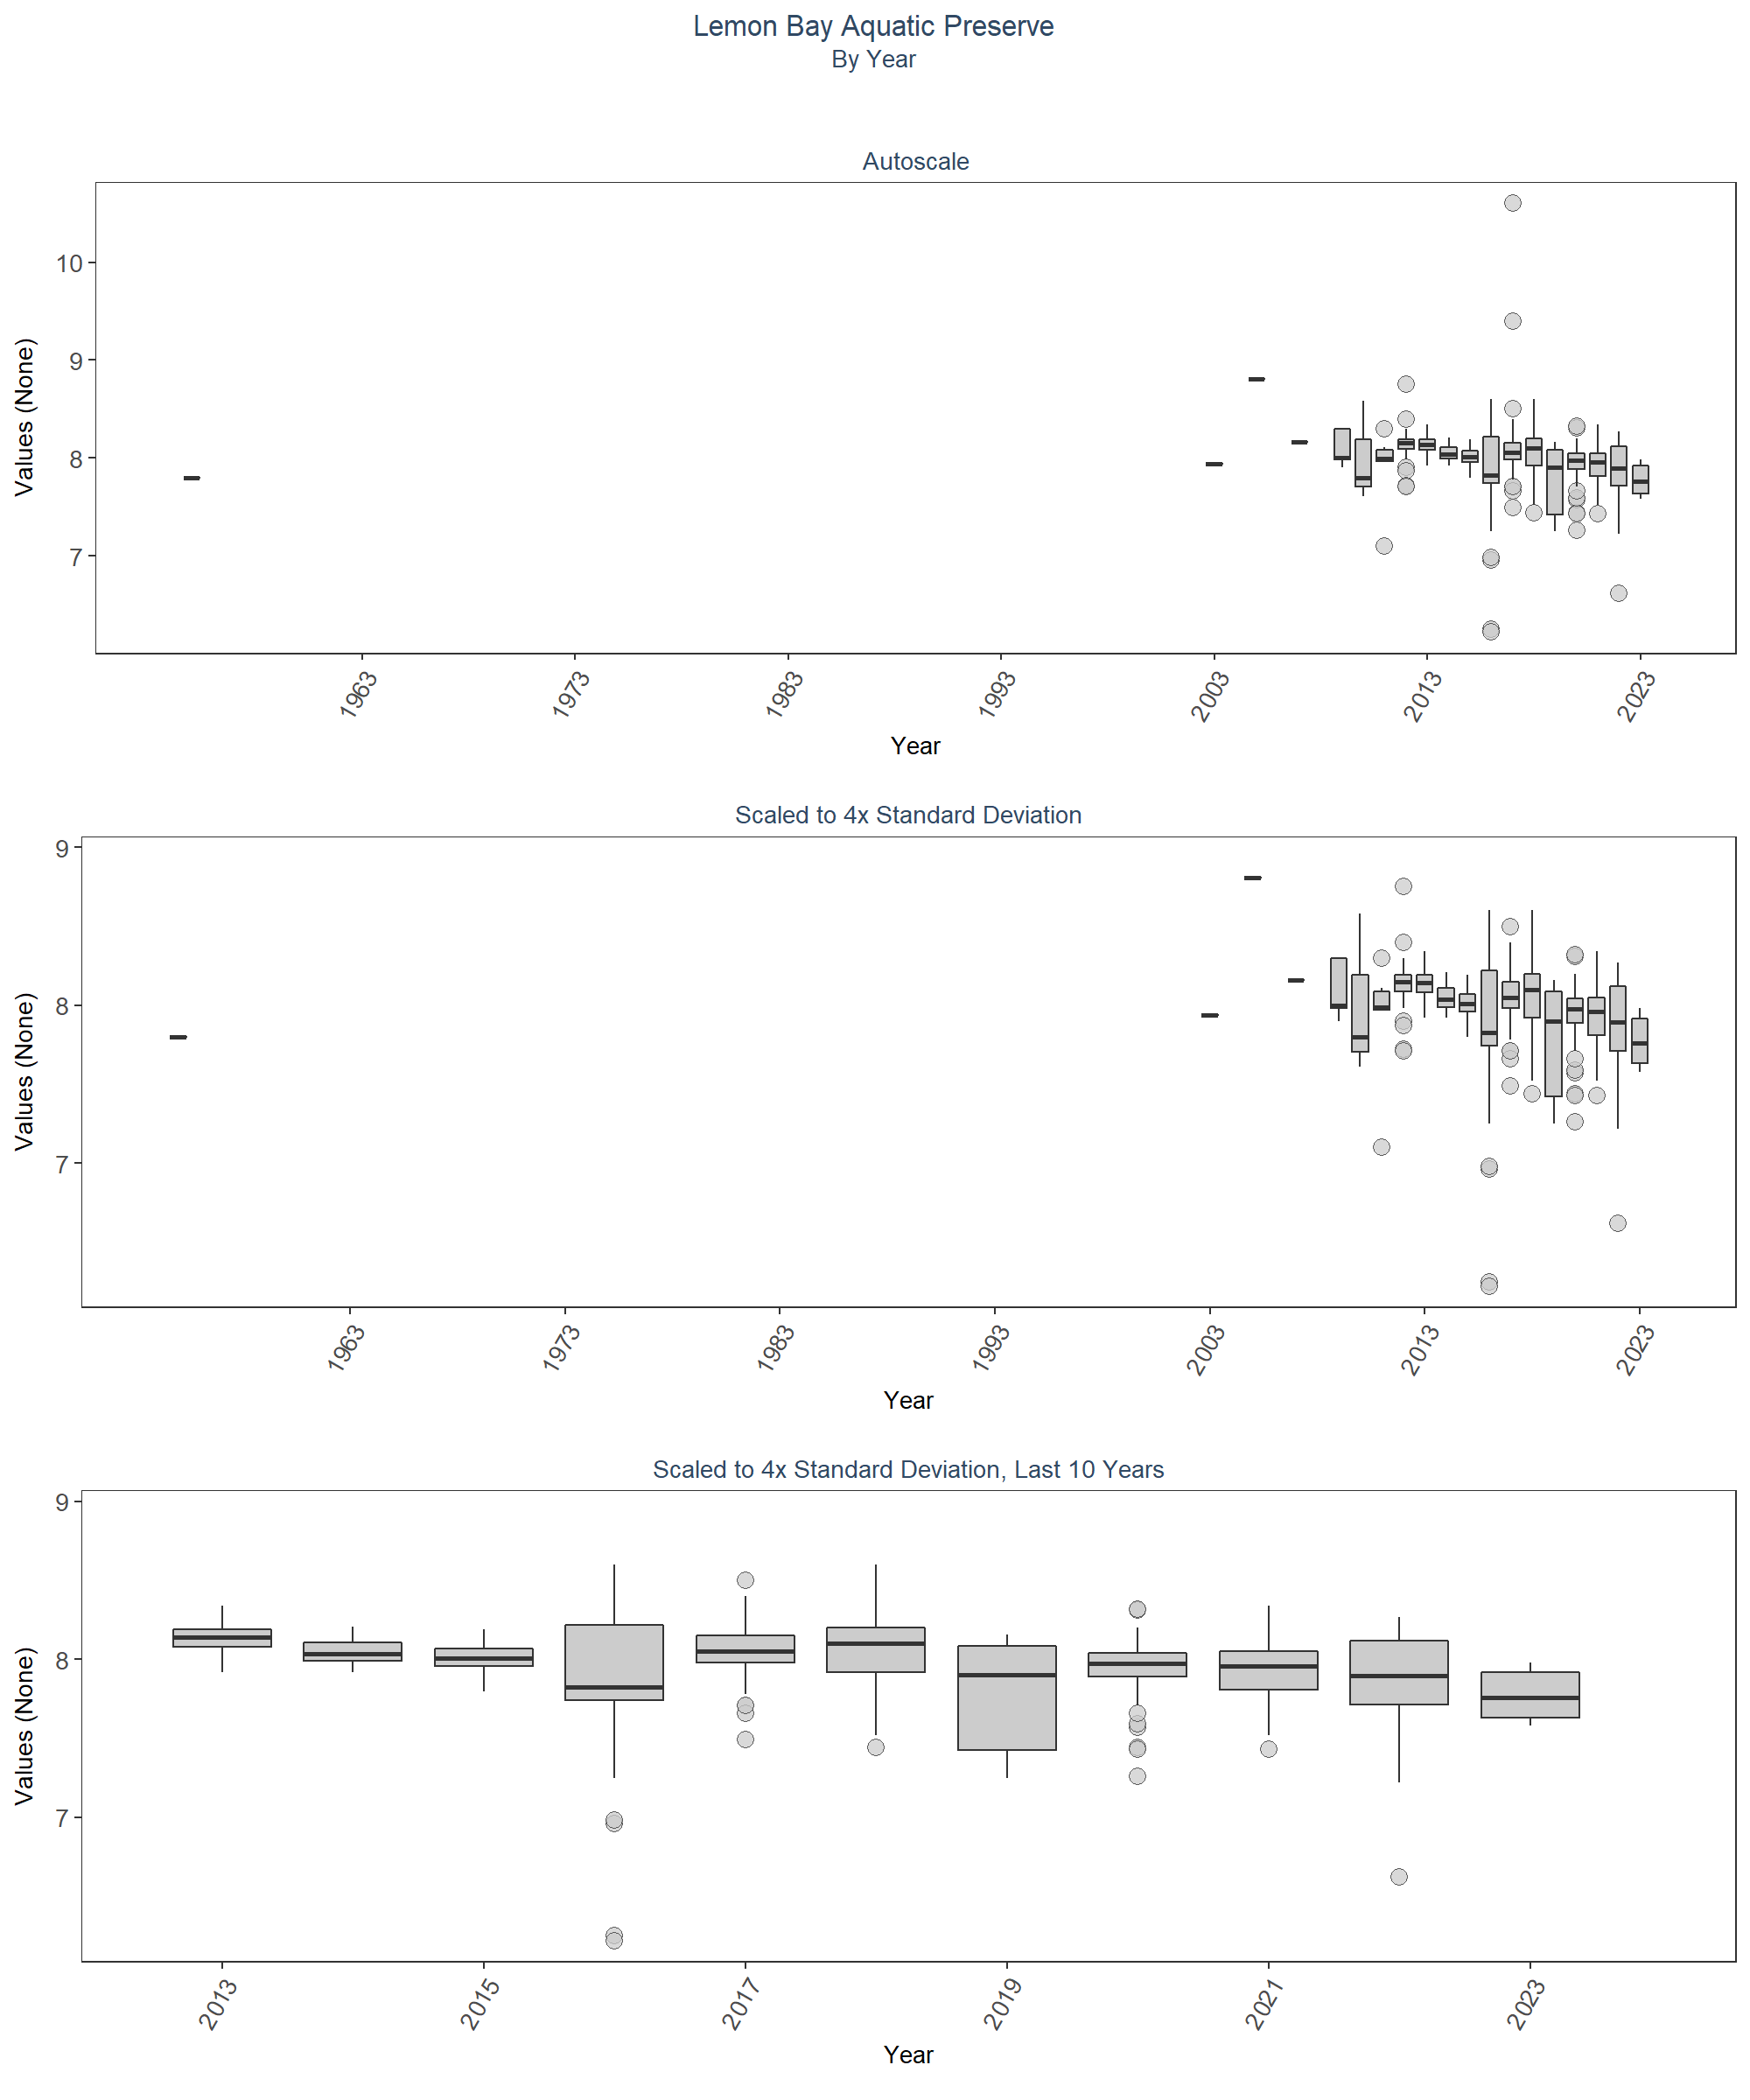 Lemon Bay Aquatic Preserve
By Year
Autoscale
Values (None)
10
9
8
7
1963 1973 1983 1993 2003 2013 2023
Year
Scaled to 4x Standard Deviation
Values (None)
9
8
7
1963 1973 1983 1993 2003 2013 2023
Year
Scaled to 4x Standard Deviation, Last 10 Years
Values (None)
9
8
7
2013 2015 2017 2019 2021 2023
Year